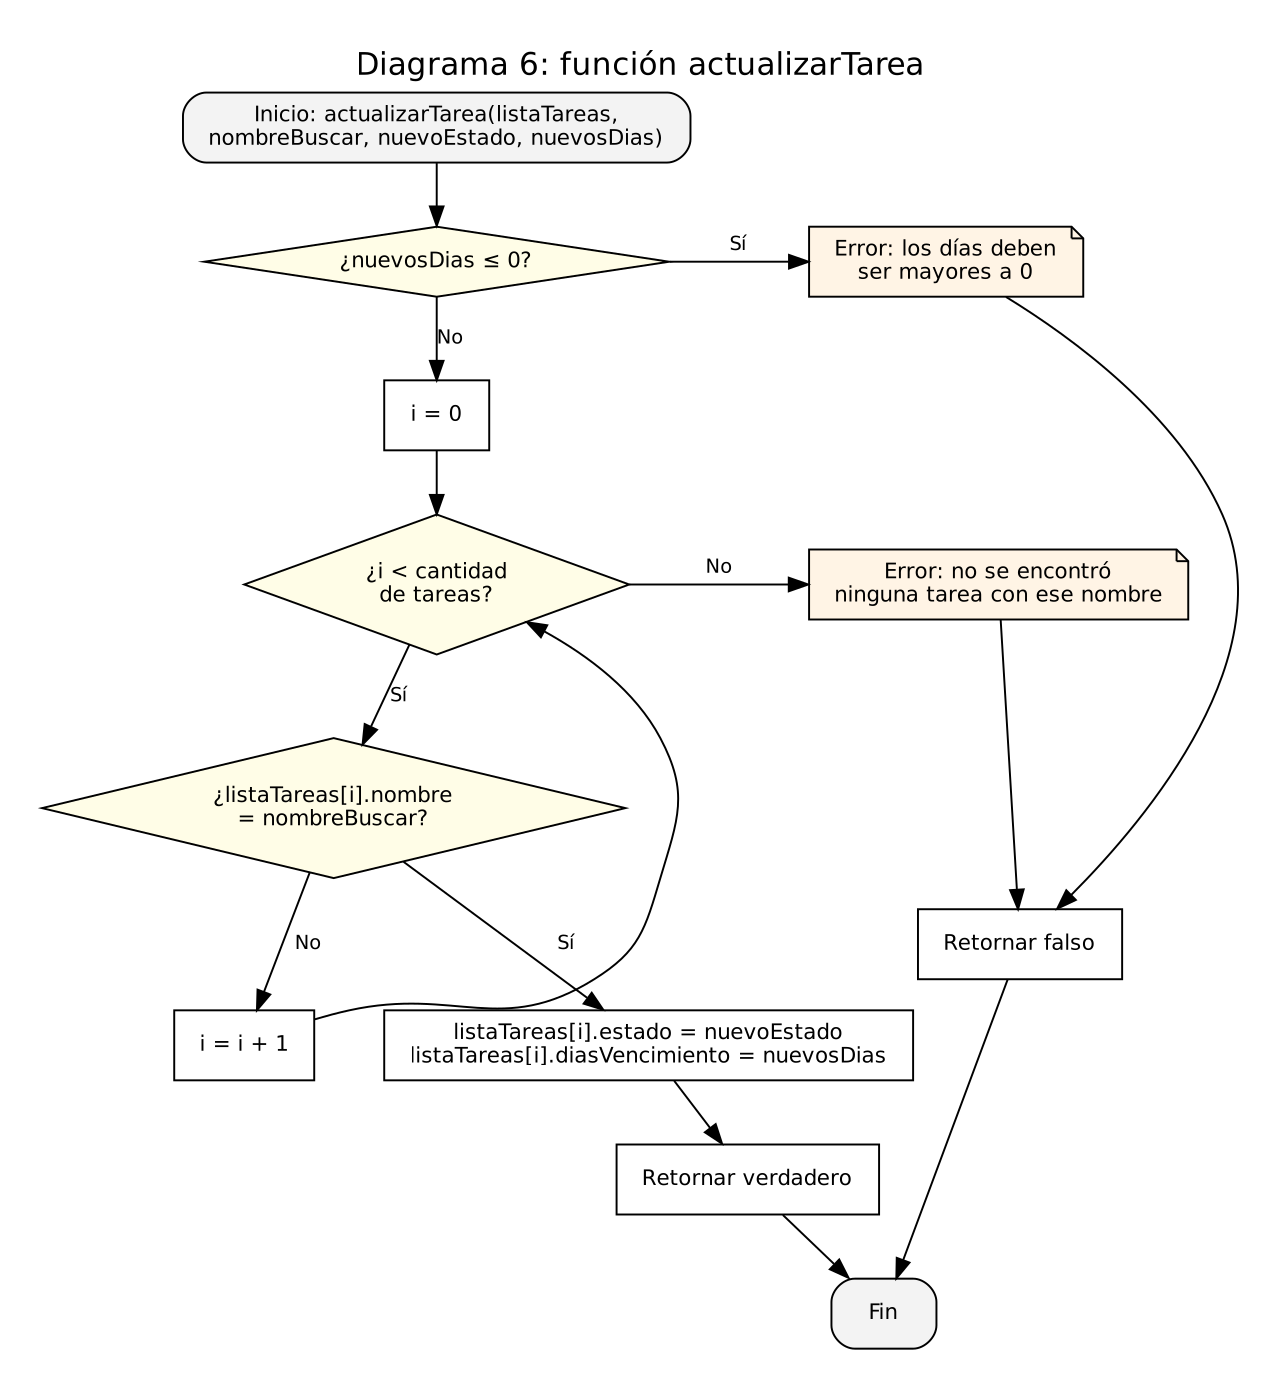 Diagrama 6: función actualizarTarea
Inicio: actualizarTarea(listaTareas,
nombreBuscar, nuevoEstado, nuevosDias)
¿nuevosDias ≤ 0?
Sí
Error: los días deben
ser mayores a 0
No
i = 0
¿i < cantidad
de tareas?
No
Error: no se encontró
ninguna tarea con ese nombre
Sí
¿listaTareas[i].nombre
= nombreBuscar?
No
Sí
Retornar falso
i = i + 1
listaTareas[i].estado = nuevoEstado
listaTareas[i].diasVencimiento = nuevosDias
Retornar verdadero
Fin